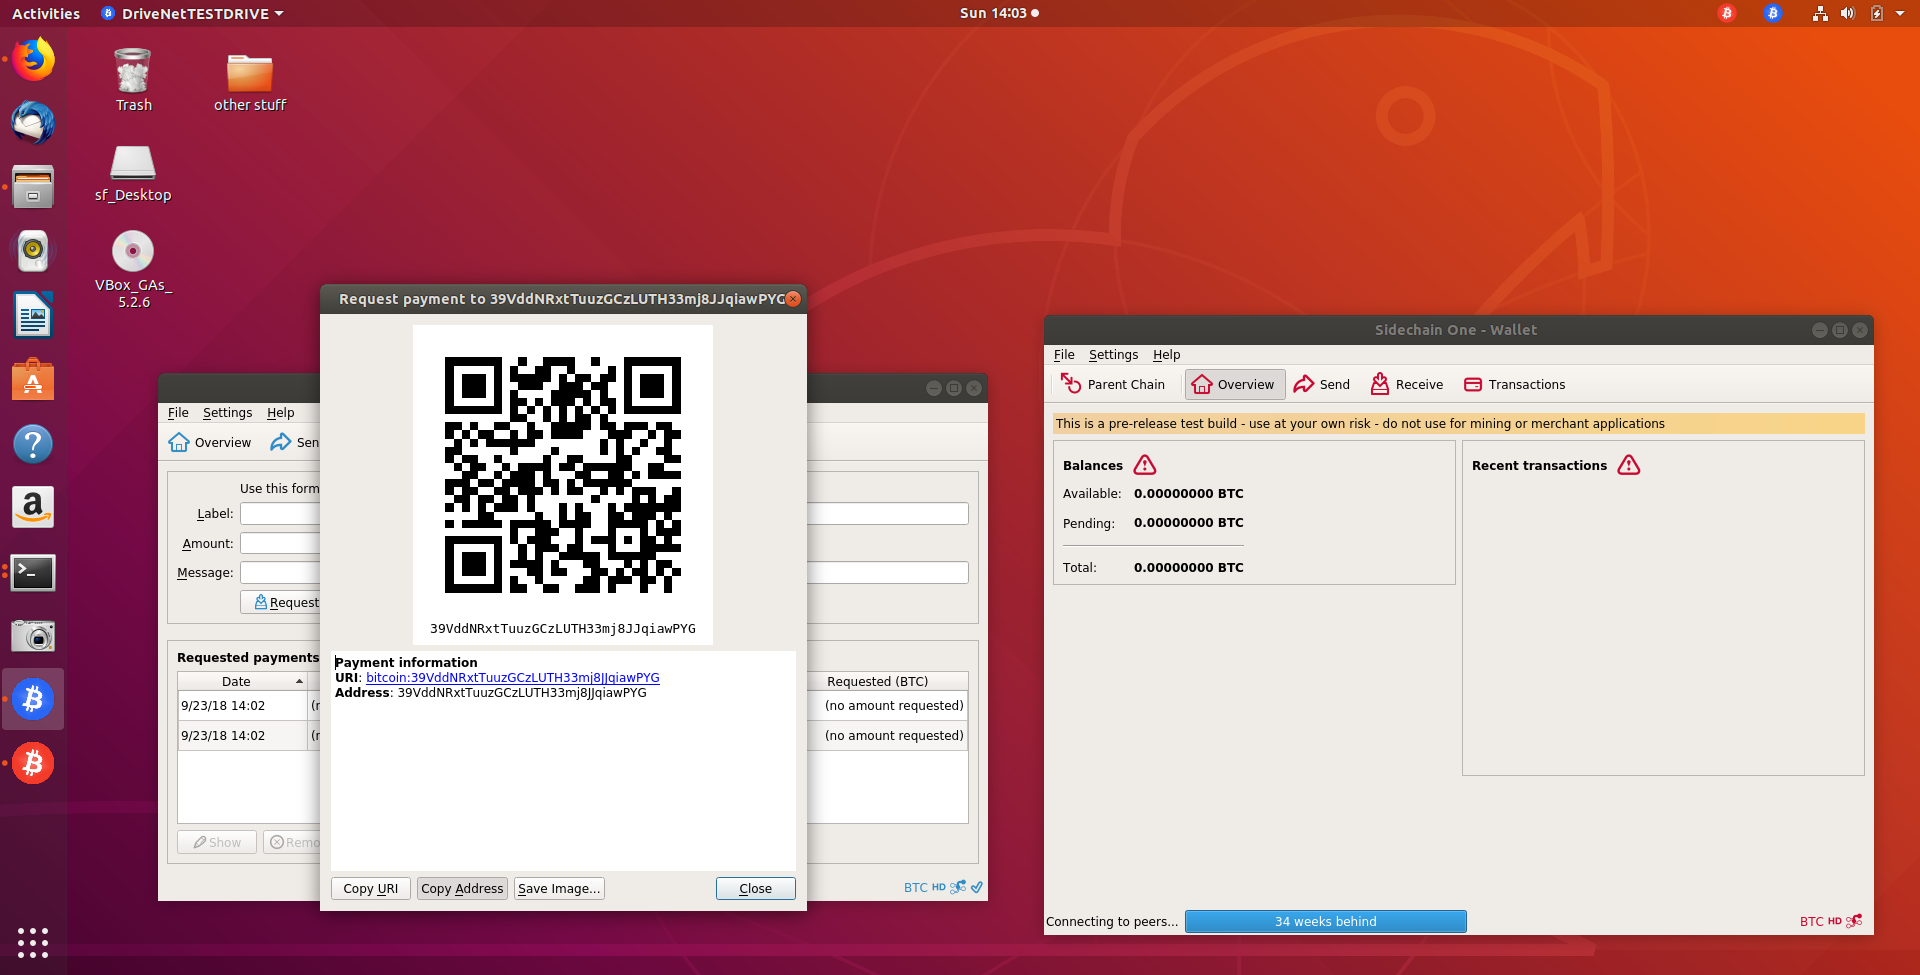 Activities
DriveNetTESTDRIVE
Sun 14:03
Trash
other stuff
sf_Desktop
VBox_GAs_
5.2.6
Request payment to 39VddNRxtTuuzGCzLUTH33mj8JJqiawPYG
39VddNRxtTuuzGCzLUTH33mj8JJqiawPYG
Payment information
URI: bitcoin:39VddNRxtTuuzGCzLUTH33mj8JJqiawPYG
Address: 39VddNRxtTuuzGCzLUTH33mj8JJqiawPYG
Copy URI
Copy Address
Save Image...
Close
File Settings Help
Overview
Sen
Use this form
Label:
Amount:
Message:
Request
Requested payments
Date
Requested (BTC)
9/23/18 14:02
(no amount requested)
9/23/18 14:02
(no amount requested)
Show
Remo
BTC HD
Sidechain One - Wallet
File Settings Help
Parent Chain
Overview
Send
Receive
Transactions
This is a pre-release test build - use at your own risk - do not use for mining or merchant applications
Balances
Available: 0.00000000 BTC
Pending: 0.00000000 BTC
Total: 0.00000000 BTC
Recent transactions
Connecting to peers...
34 weeks behind
BTC HD